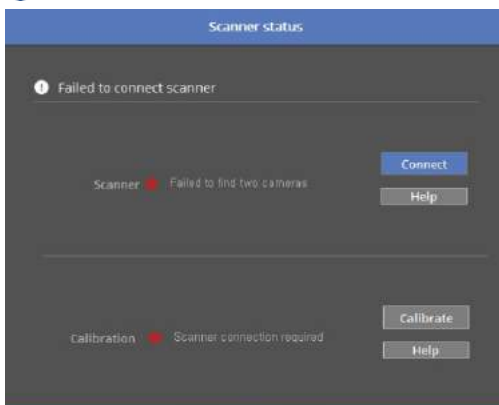 Scanner status
! Failed to connect scanner
Connect
Scanner Failed to find two cameras
Help
Calibrate
Calibration Scanner connection required
Help